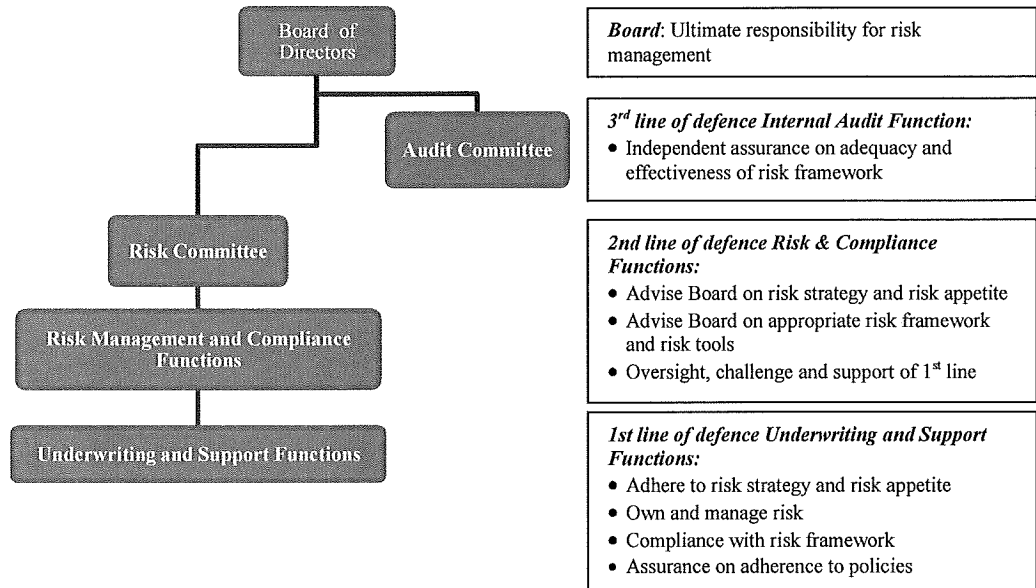 Board of
Directors
Audit Committee
Risk Committee
Risk Management and Compliance
Functions
Underwriting and Support Functions
Board: Ultimate responsibility for risk
management
3rd line of defence Internal Audit Function:
• Independent assurance on adequacy and
effectiveness of risk framework
2nd line of defence Risk & Compliance
Functions:
• Advise Board on risk strategy and risk appetite
• Advise Board on appropriate risk framework
and risk tools
• Oversight, challenge and support of 1st line
1st line of defence Underwriting and Support
Functions:
• Adhere to risk strategy and risk appetite
• Own and manage risk
• Compliance with risk framework
• Assurance on adherence to policies